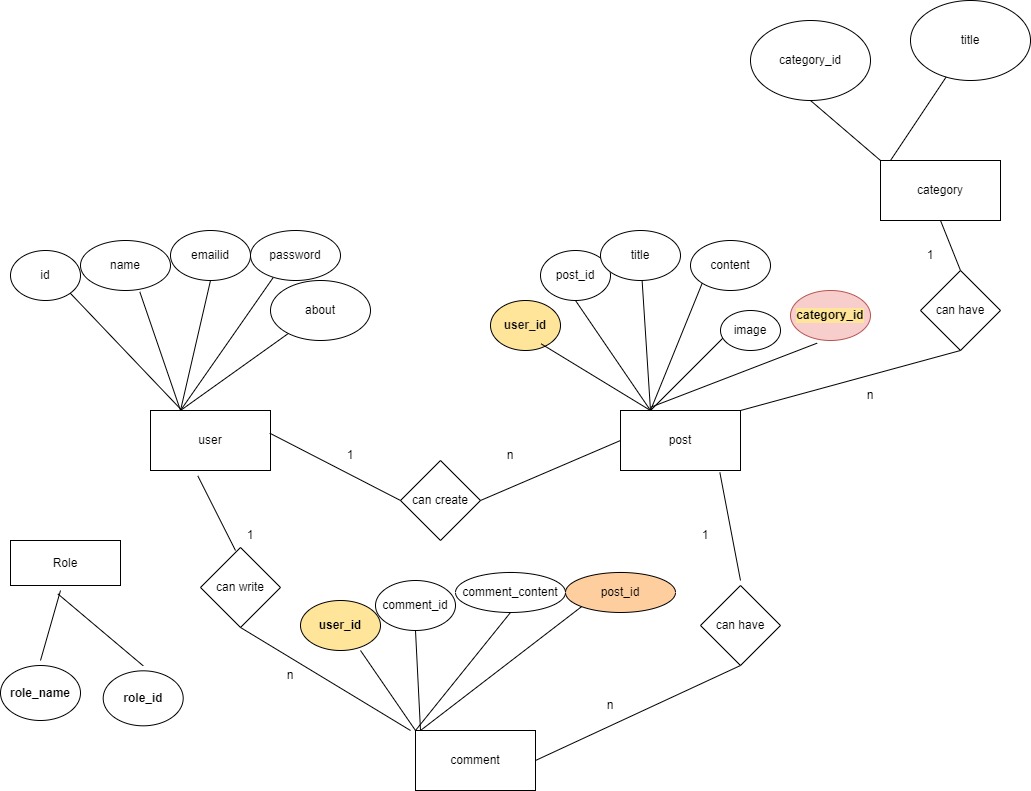 category_id
title
category
1
can have
n
id
name
emailid
password
about
user
user_id
post_id
title
content
image
category_id
post
1
can create
n
1
can write
n
1
can have
n
Role
role_name
role_id
user_id
comment_id
comment_content
post_id
comment